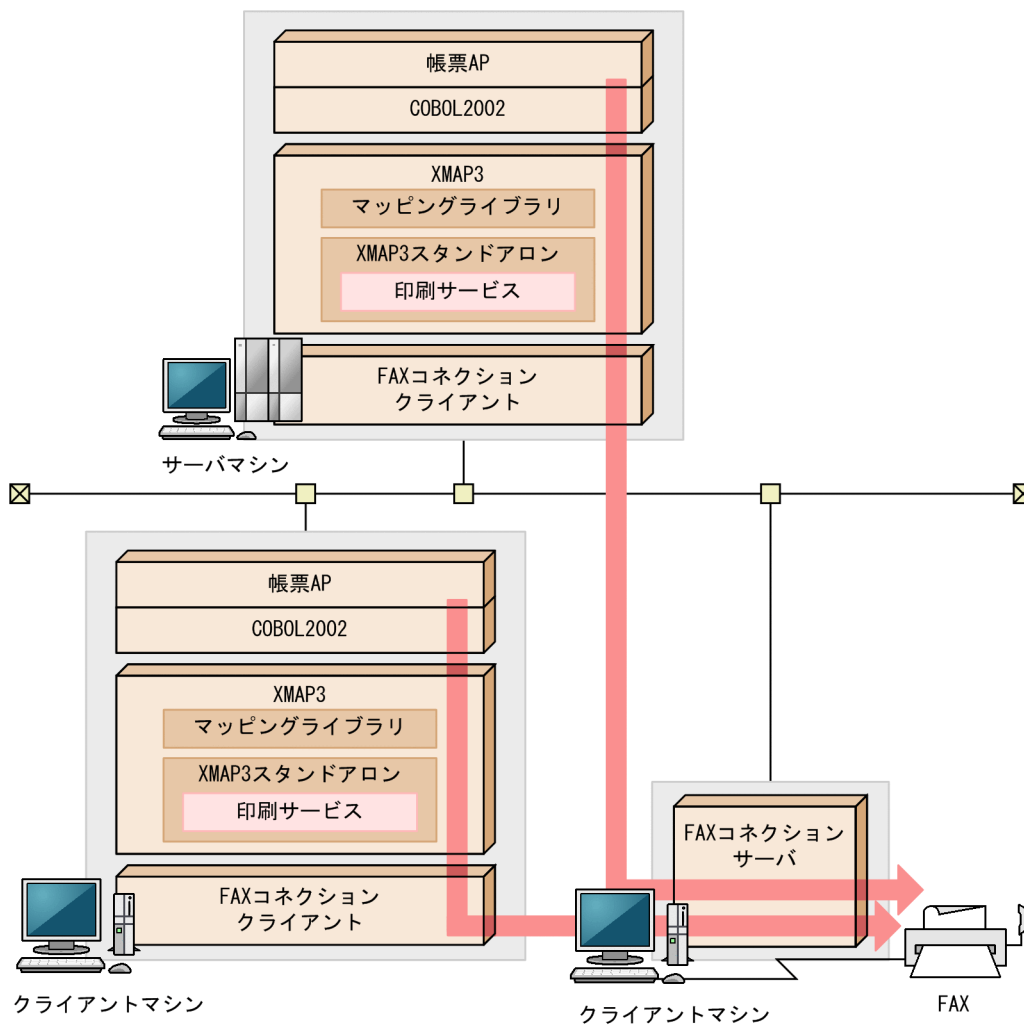 帳票AP
COBOL2002
XMAP3
マッピングライブラリ
XMAP3スタンドアロン
印刷サービス
FAXコネクション
クライアント
サーバマシン
帳票AP
COBOL2002
XMAP3
マッピングライブラリ
XMAP3スタンドアロン
印刷サービス
FAXコネクション
クライアント
クライアントマシン
FAXコネクション
サーバ
クライアントマシン
FAX